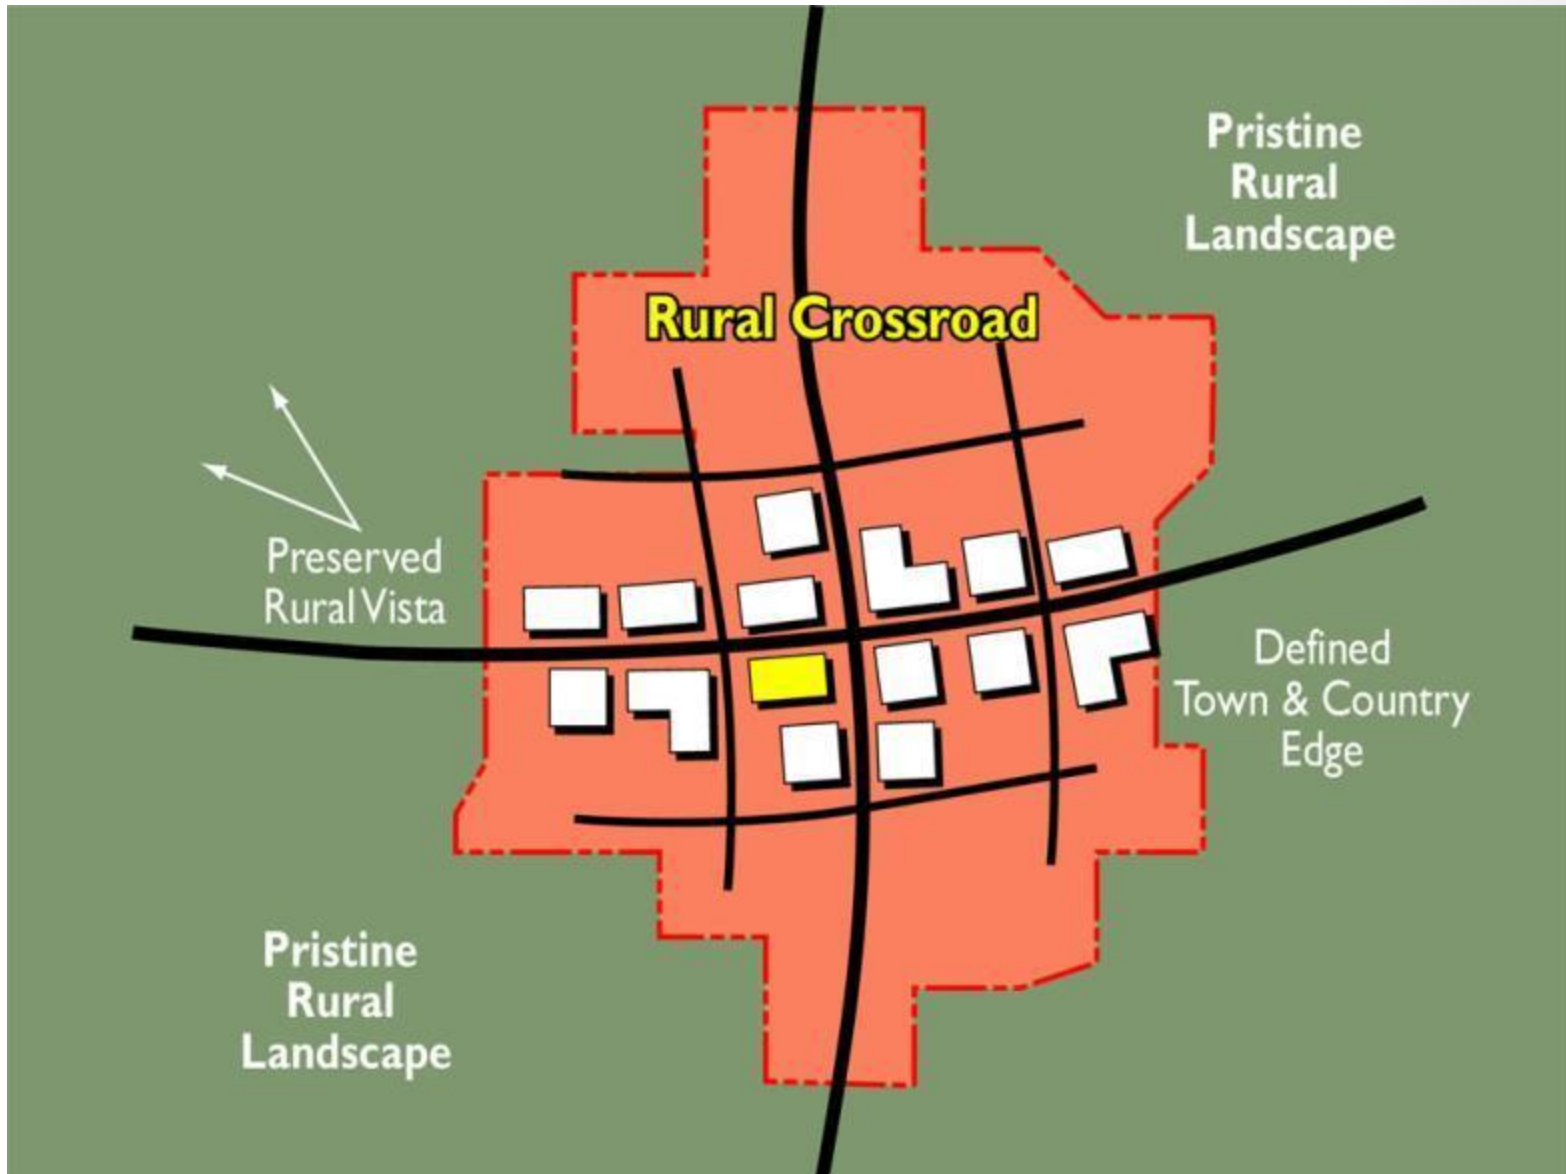 Pristine
Rural
Landscape
Rural Crossroad
Preserved
Rural Vista
Defined
Town & Country
Edge
Pristine
Rural
Landscape